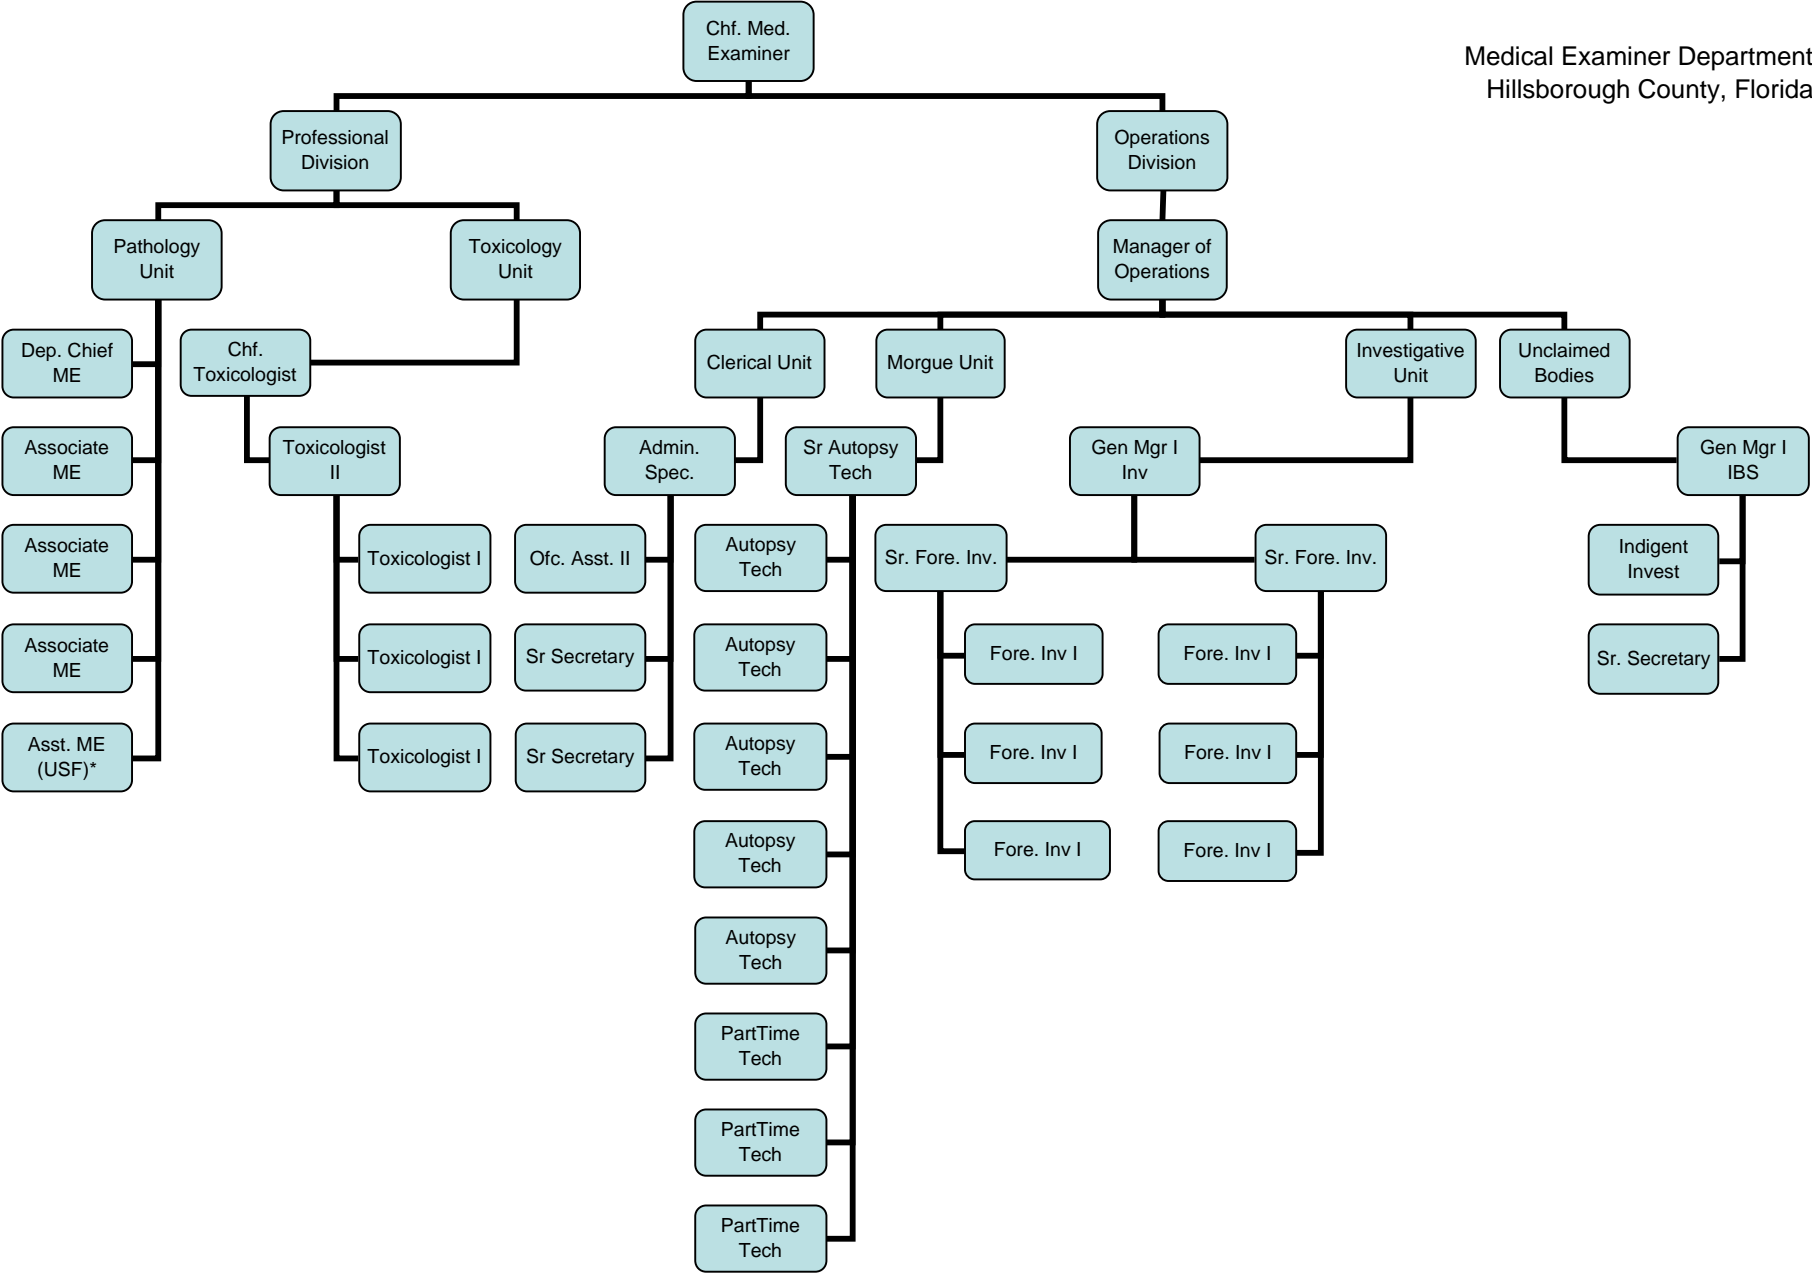 Chf. Med.
Examiner
Medical Examiner Department
Hillsborough County, Florida
Professional
Division
Operations
Division
Pathology
Unit
Toxicology
Unit
Manager of
Operations
Dep. Chief
ME
Chf.
Toxicologist
Clerical Unit
Morgue Unit
Investigative
Unit
Unclaimed
Bodies
Associate
ME
Toxicologist
II
Admin.
Spec.
Sr Autopsy
Tech
Gen Mgr I
Inv
Gen Mgr I
IBS
Associate
ME
Toxicologist I
Ofc. Asst. II
Autopsy
Tech
Sr. Fore. Inv.
Sr. Fore. Inv.
Indigent
Invest
Associate
ME
Toxicologist I
Sr Secretary
Autopsy
Tech
Fore. Inv I
Fore. Inv I
Sr. Secretary
Asst. ME
(USF)*
Toxicologist I
Sr Secretary
Autopsy
Tech
Fore. Inv I
Fore. Inv I
Autopsy
Tech
Fore. Inv I
Fore. Inv I
Autopsy
Tech
PartTime
Tech
PartTime
Tech
PartTime
Tech